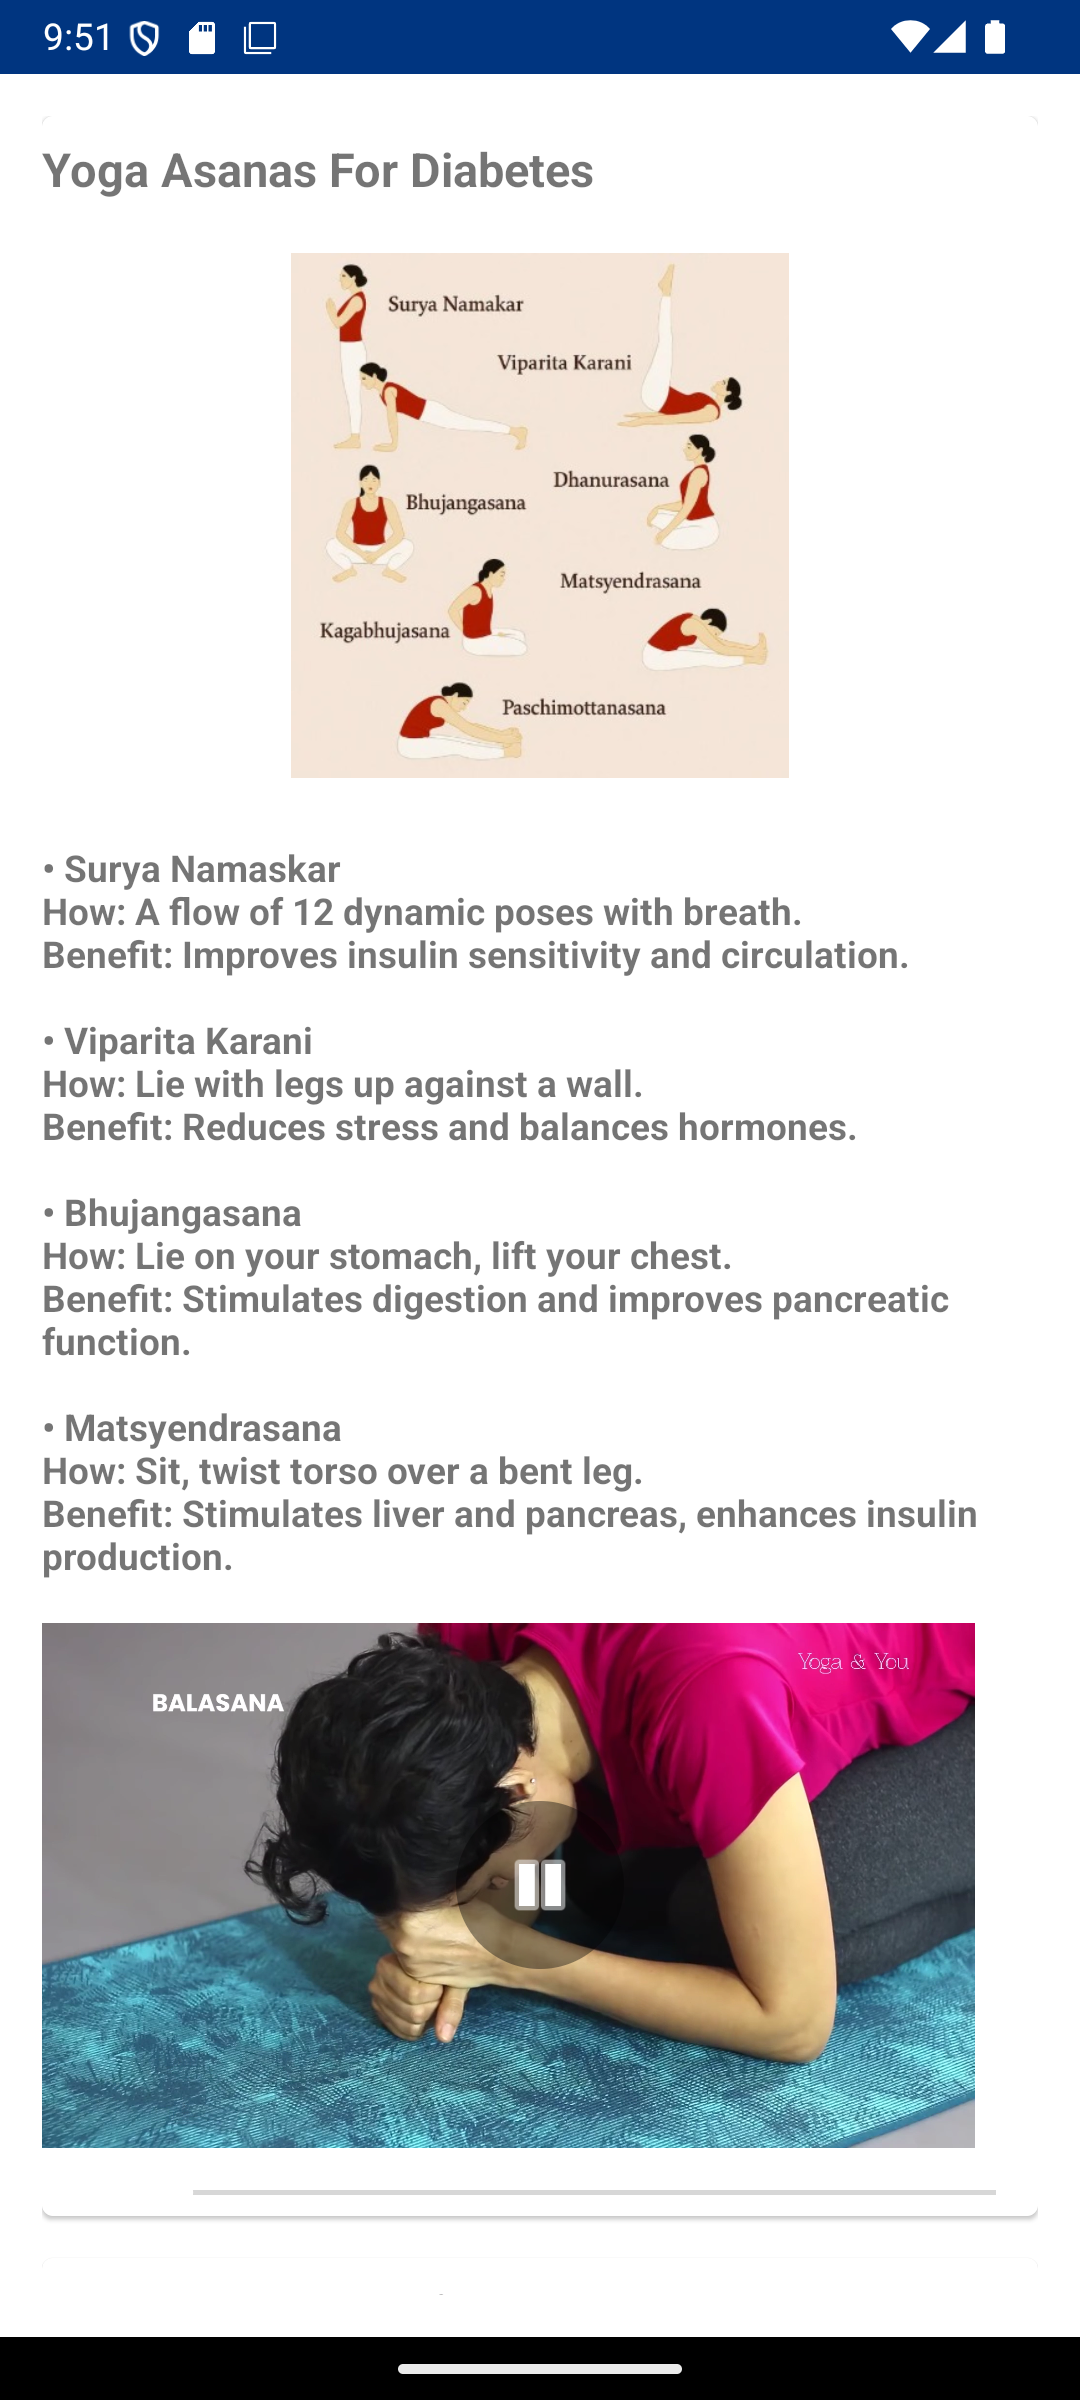 9:51
Yoga Asanas For Diabetes
Surya Namakar
Viparita Karani
Dhanurasana
Bhujangasana
Matsyendrasana
Kagabhujasana
Paschimottanasana
• Surya Namaskar
How: A flow of 12 dynamic poses with breath.
Benefit: Improves insulin sensitivity and circulation.
• Viparita Karani
How: Lie with legs up against a wall.
Benefit: Reduces stress and balances hormones.
• Bhujangasana
How: Lie on your stomach, lift your chest.
Benefit: Stimulates digestion and improves pancreatic
function.
• Matsyendrasana
How: Sit, twist torso over a bent leg.
Benefit: Stimulates liver and pancreas, enhances insulin
production.
Yoga & You
BALASANA